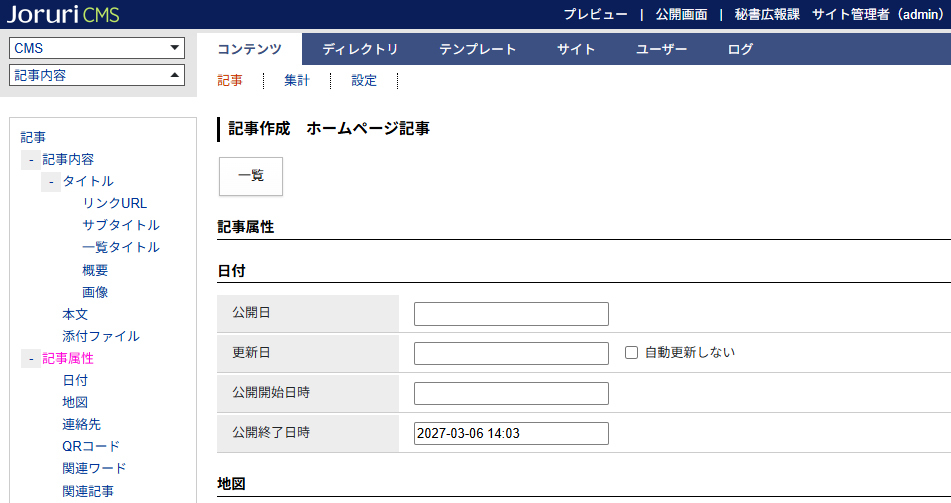 Joruri CMS
プレビュー | 公開画面 | 秘書広報課 サイト管理者（admin）
CMS
記事内容
コンテンツ ディレクトリ テンプレート サイト ユーザー ログ
記事 集計 設定
記事
- 記事内容
- タイトル
リンクURL
サブタイトル
一覧タイトル
概要
画像
本文
添付ファイル
- 記事属性
日付
地図
連絡先
QRコード
関連ワード
関連記事
記事作成　ホームページ記事
一覧
記事属性
日付
公開日
更新日 自動更新しない
公開開始日時
公開終了日時 2027-03-06 14:03
地図